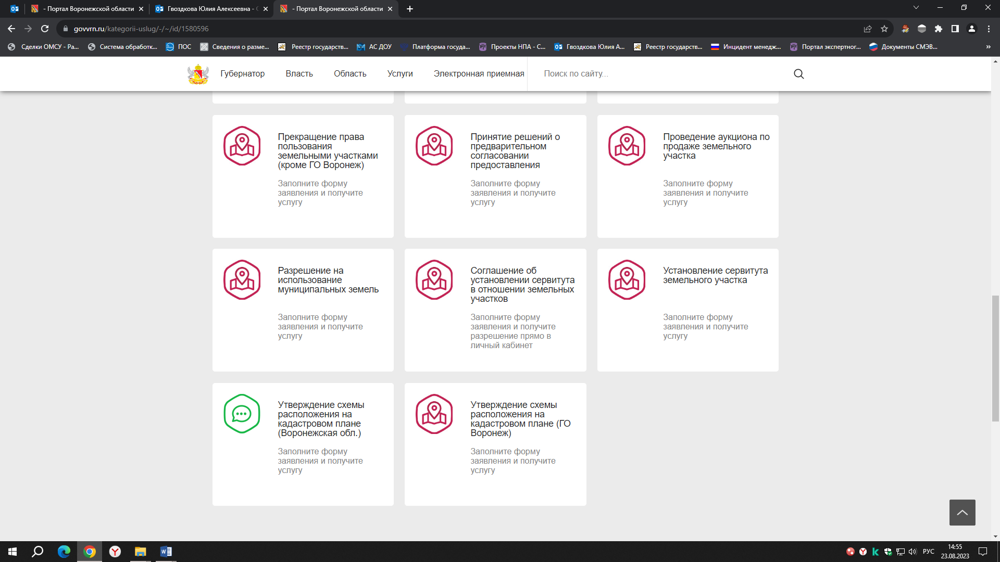 - Портал Воронежской области
Гвоздкова Юлия Алексеевна -
- Портал Воронежской области
govvrn.ru/kategorii-uslug/-/~/id/1580596
Сделки ОМСУ - Ра...
Система обработк...
ПОС
Сведения о разме...
Реестр государств...
АС ДОУ
Платформа госуда...
Проекты НПА - С...
Гвоздкова Юлия А...
Реестр государств...
Инцидент менедж...
Портал экспертног...
Документы СМЭВ...
Губернатор
Власть
Область
Услуги
Электронная приемная
Поиск по сайту...
Прекращение права
пользования
земельными участками
(кроме ГО Воронеж)
Заполните форму
заявления и получите
услугу
Принятие решений о
предварительном
согласовании
предоставления
Заполните форму
заявления и получите
услугу
Проведение аукциона по
продаже земельного
участка
Заполните форму
заявления и получите
услугу
Разрешение на
использование
муниципальных земель
Заполните форму
заявления и получите
услугу
Соглашение об
установлении сервитута
в отношении земельных
участков
Заполните форму
заявления и получите
разрешение прямо в
личный кабинет
Установление сервитута
земельного участка
Заполните форму
заявления и получите
услугу
Утверждение схемы
расположения на
кадастровом плане
(Воронежская обл.)
Заполните форму
заявления и получите
услугу
Утверждение схемы
расположения на
кадастровом плане (ГО
Воронеж)
Заполните форму
заявления и получите
услугу
РУС
14:55
23.08.2023